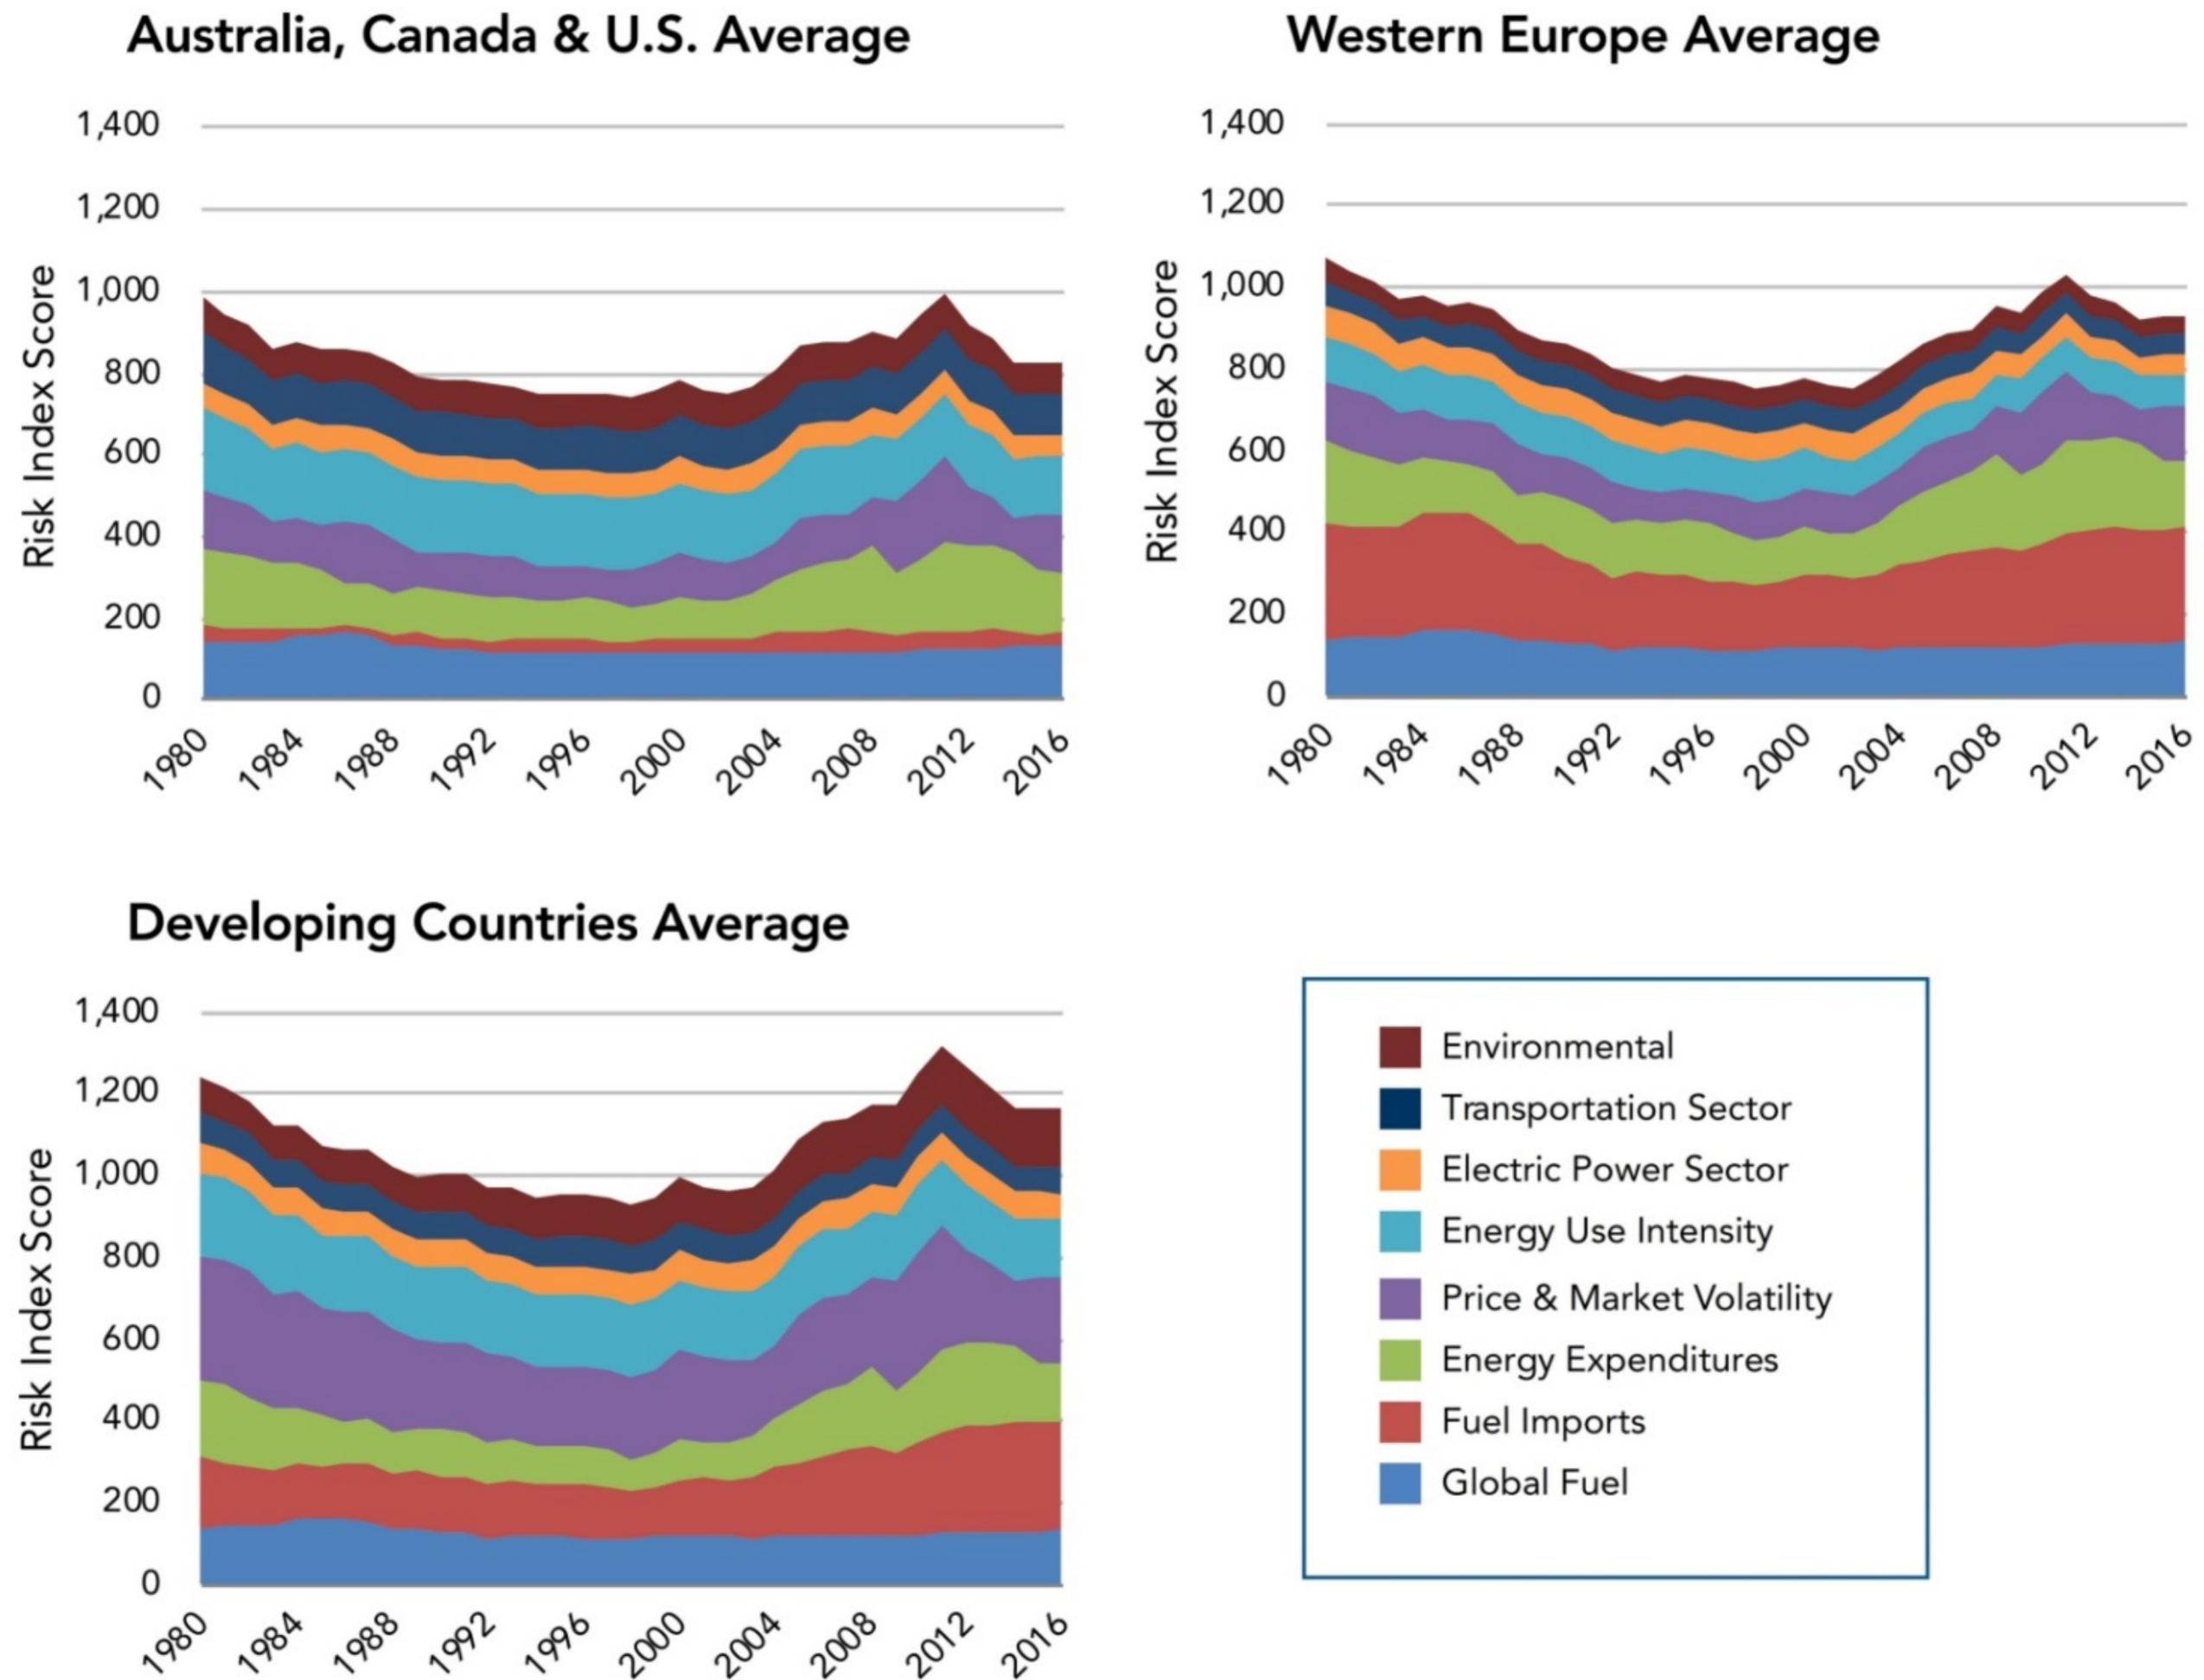 Australia, Canada & U.S. Average
Risk Index Score
1,400
1,200
1,000
800
600
400
200
0
1980 1984 1988 1992 1996 2000 2004 2008 2012 2016
Western Europe Average
Risk Index Score
1,400
1,200
1,000
800
600
400
200
0
1980 1984 1988 1992 1996 2000 2004 2008 2012 2016
Developing Countries Average
Risk Index Score
1,400
1,200
1,000
800
600
400
200
0
1980 1984 1988 1992 1996 2000 2004 2008 2012 2016
Environmental
Transportation Sector
Electric Power Sector
Energy Use Intensity
Price & Market Volatility
Energy Expenditures
Fuel Imports
Global Fuel